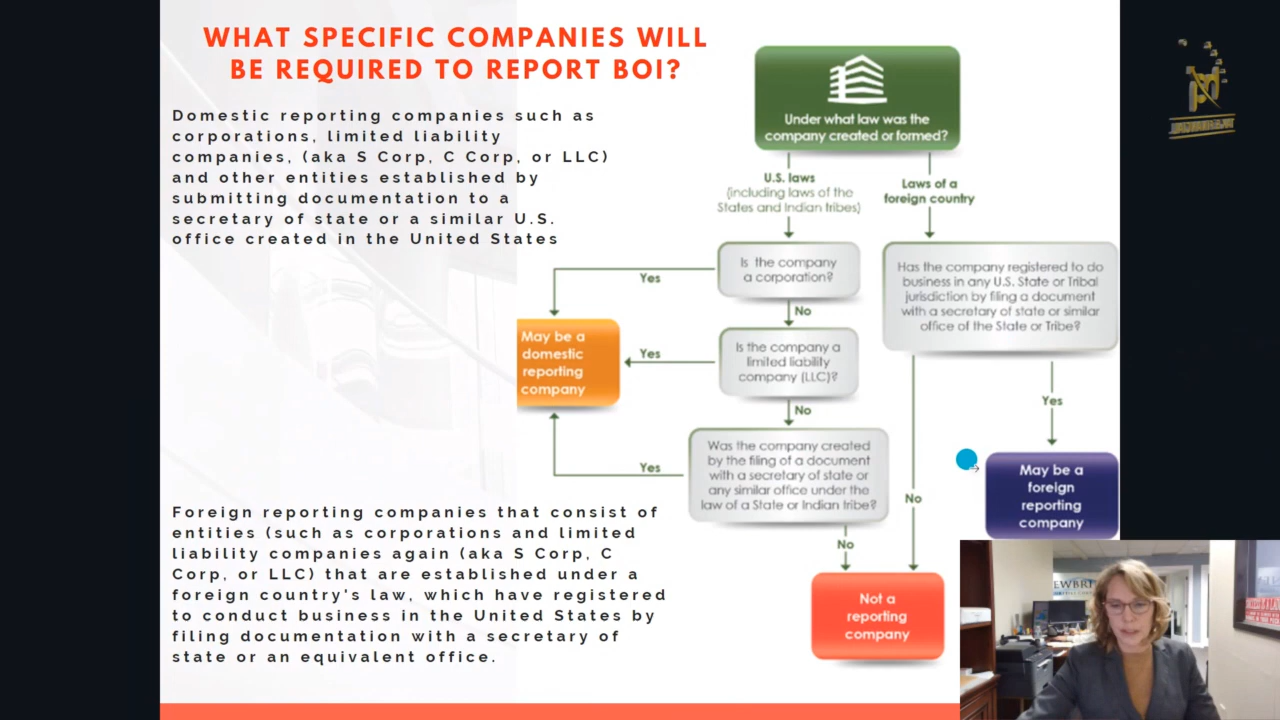 WHAT SPECIFIC COMPANIES WILL
BE REQUIRED TO REPORT BOI?
Domestic reporting companies such as
corporations, limited liability
companies, (aka S Corp, C Corp, or LLC)
and other entities established by
submitting documentation to a
secretary of state or a similar U.S.
office created in the United States
Foreign reporting companies that consist of
entities (such as corporations and limited
liability companies again (aka S Corp, C
Corp, or LLC) that are established under a
foreign country's law, which have registered
to conduct business in the United States by
filing documentation with a secretary of
state or an equivalent office.
Under what law was the
company created or formed?
U.S. laws
(including laws of the
States and Indian tribes)
Laws of a
foreign country
Is the company
a corporation?
Yes
No
Has the company registered to do
business in any U.S. State or Tribal
jurisdiction by filing a document
with a secretary of state or similar
office of the State or Tribe?
May be a
domestic
reporting
company
Yes
Is the company a
limited liability
company (LLC)?
No
Yes
Was the company created
by the filing of a document
with a secretary of state or
any similar office under the
law of a State or Indian tribe?
Yes
No
No
May be a
foreign
reporting
company
Not a
reporting
company